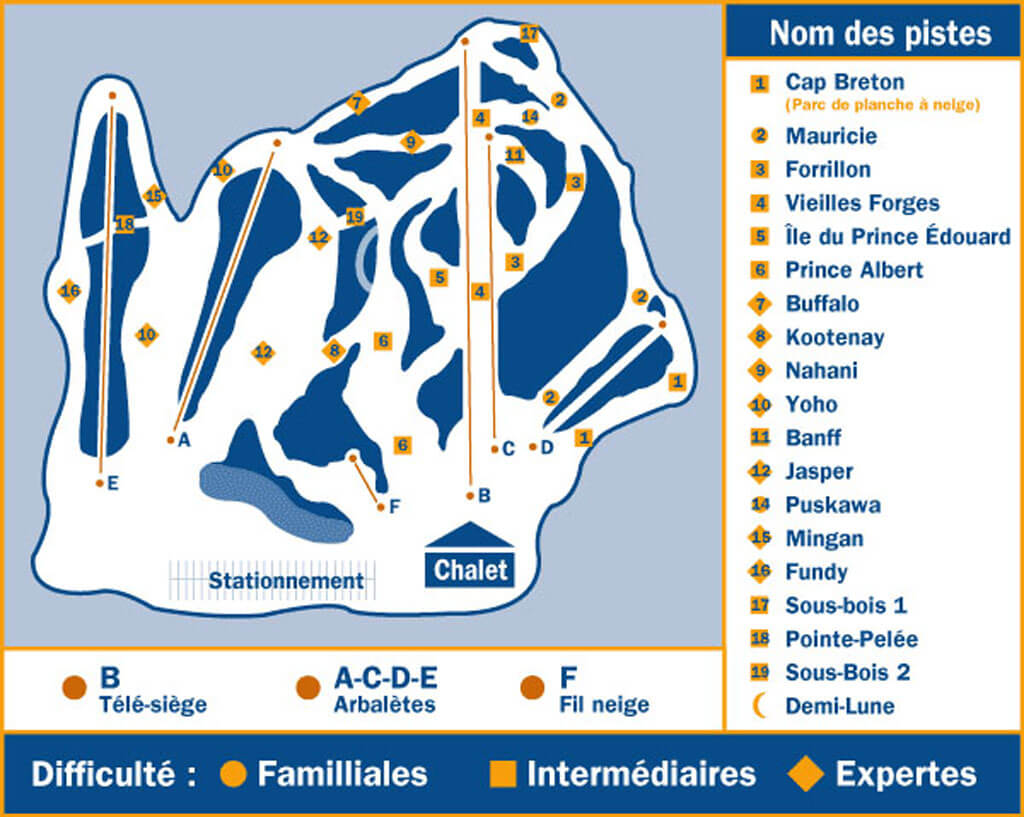 17
7
2
4
14
9
11
10
3
15
19
18
12
3
5
16
4
2
10
6
12
8
1
2
1
6
A
C
D
E
B
F
Chalet
Stationnement
B
Télé-siège
A-C-D-E
Arbalètes
F
Fil neige
Nom des pistes
1 Cap Breton
(Parc de planche à neige)
2 Mauricie
3 Forrillon
4 Vieilles Forges
5 Île du Prince Édouard
6 Prince Albert
7 Buffalo
8 Kootenay
9 Nahani
10 Yoho
11 Banff
12 Jasper
14 Puskawa
15 Mingan
16 Fundy
17 Sous-bois 1
18 Pointe-Pelée
19 Sous-Bois 2
Demi-Lune
Difficulté : Familliales Intermédiaires Expertes